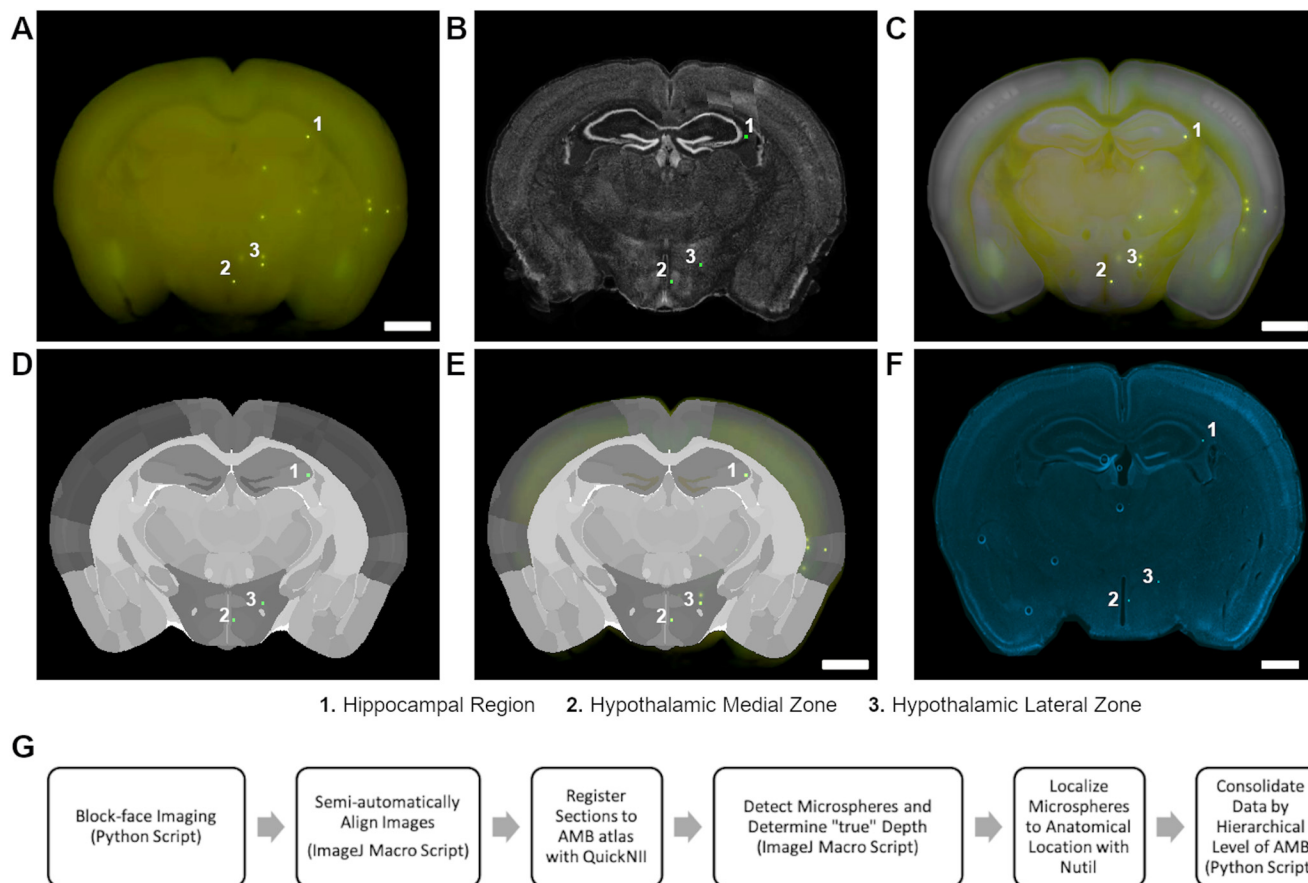 A
B
C
1
1
1
3
2
3
2
3
2
D
E
F
1
1
1
3
2
3
2
3
2
1. Hippocampal Region 2. Hypothalamic Medial Zone 3. Hypothalamic Lateral Zone
G
Block-face Imaging
(Python Script)
Semi-automatically
Align Images
(ImageJ Macro Script)
Register
Sections to
AMB atlas
with QuickNII
Detect Microspheres and
Determine "true" Depth
(ImageJ Macro Script)
Localize
Microspheres
to Anatomical
Location with
Nutil
Consolidate
Data by
Hierarchical
Level of AMB
(Python Script